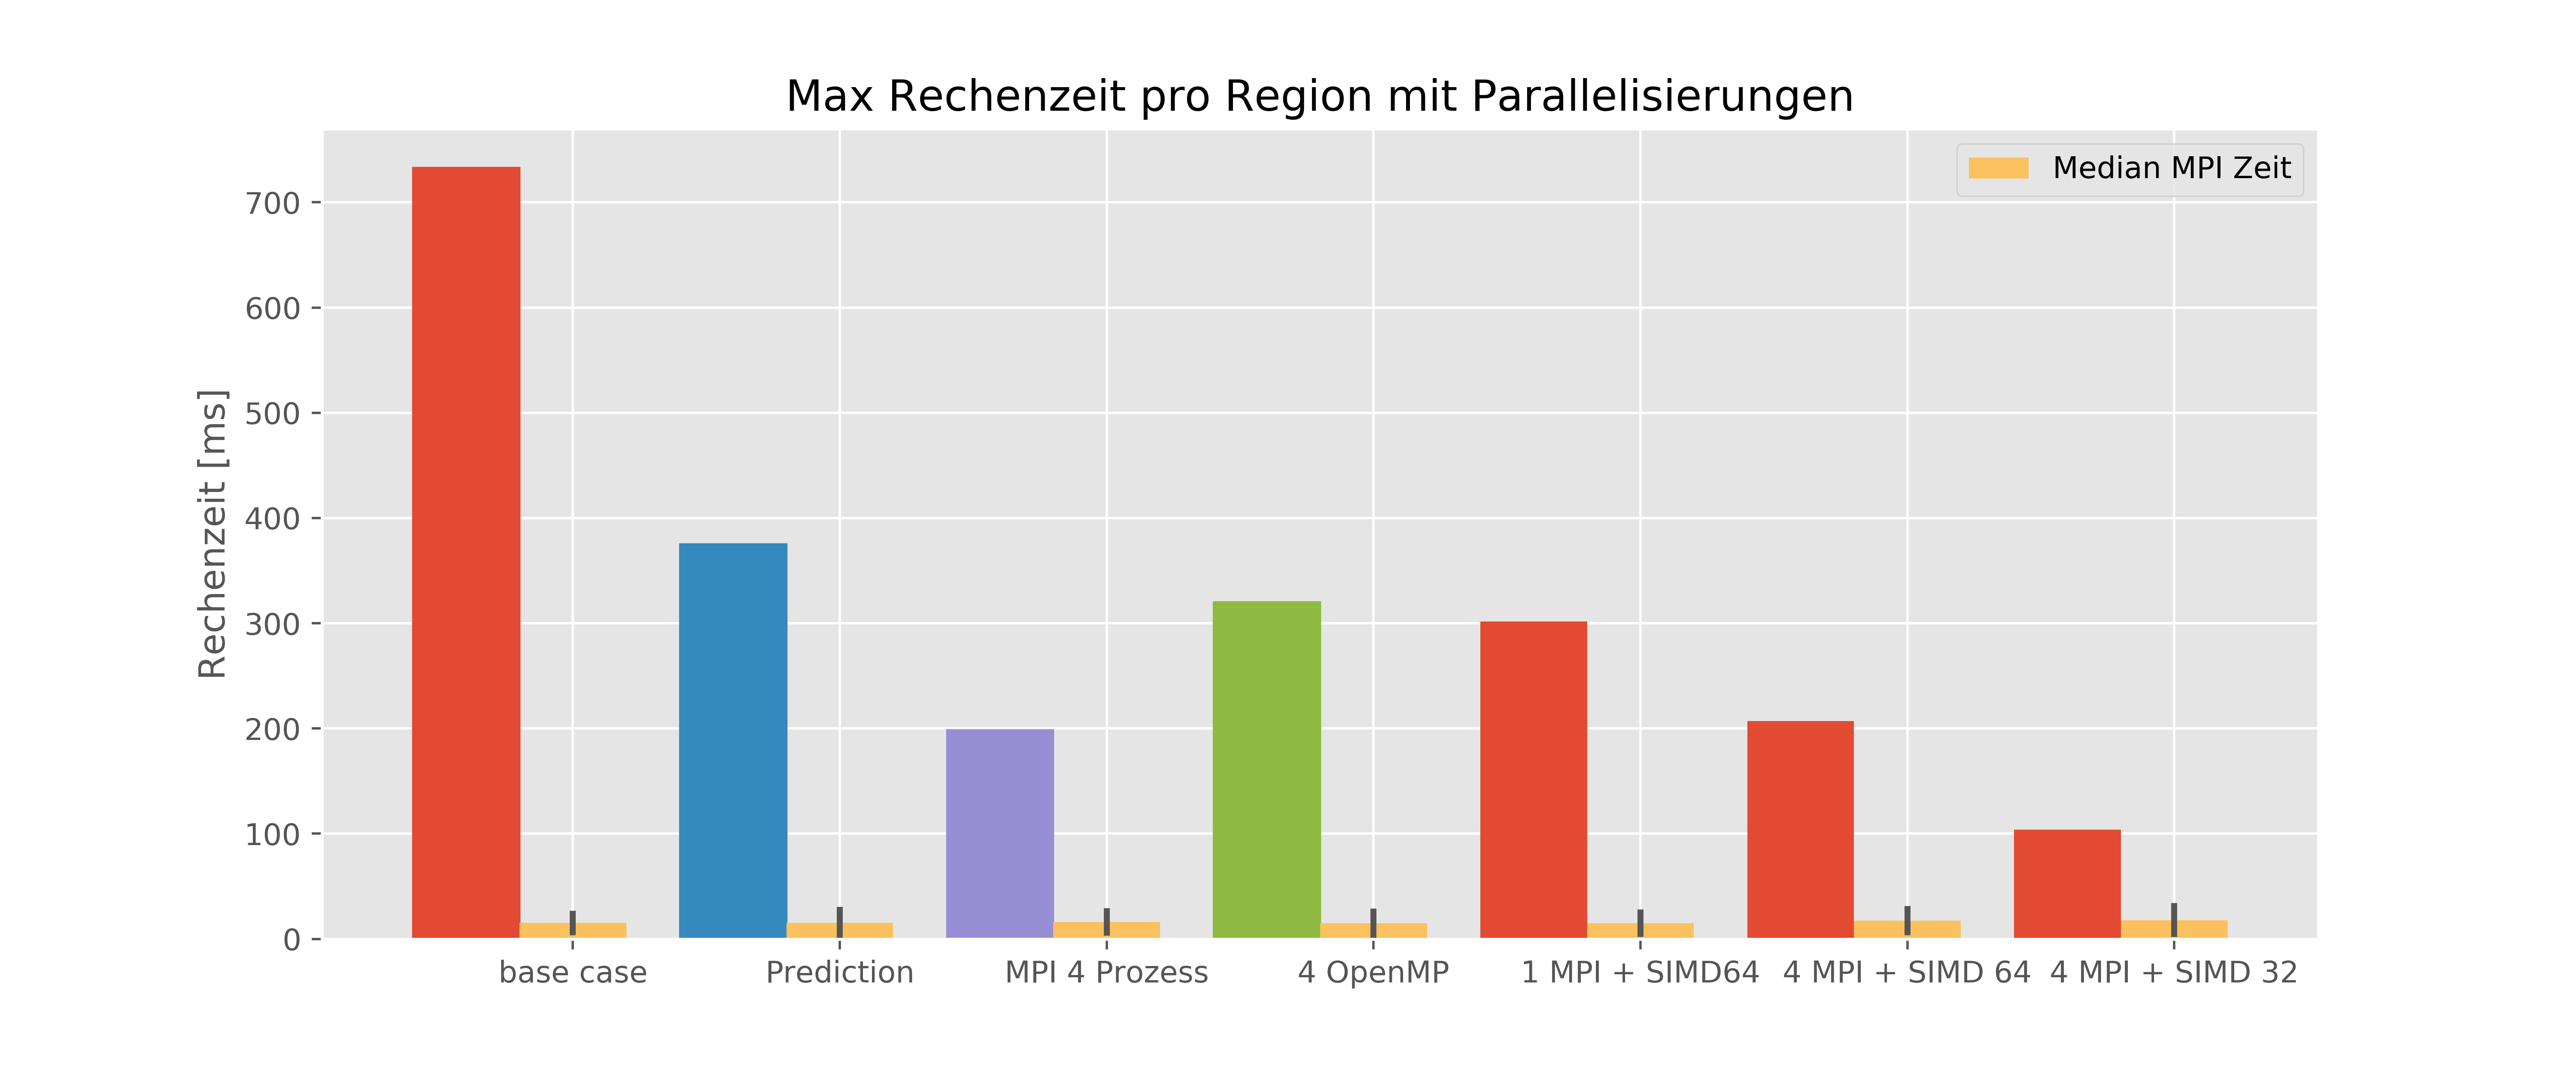 Max Rechenzeit pro Region mit Parallelisierungen
Median MPI Zeit
Rechenzeit [ms]
700
600
500
400
300
200
100
0
base case
Prediction
MPI 4 Prozess
4 OpenMP
1 MPI + SIMD64
4 MPI + SIMD 64
4 MPI + SIMD 32